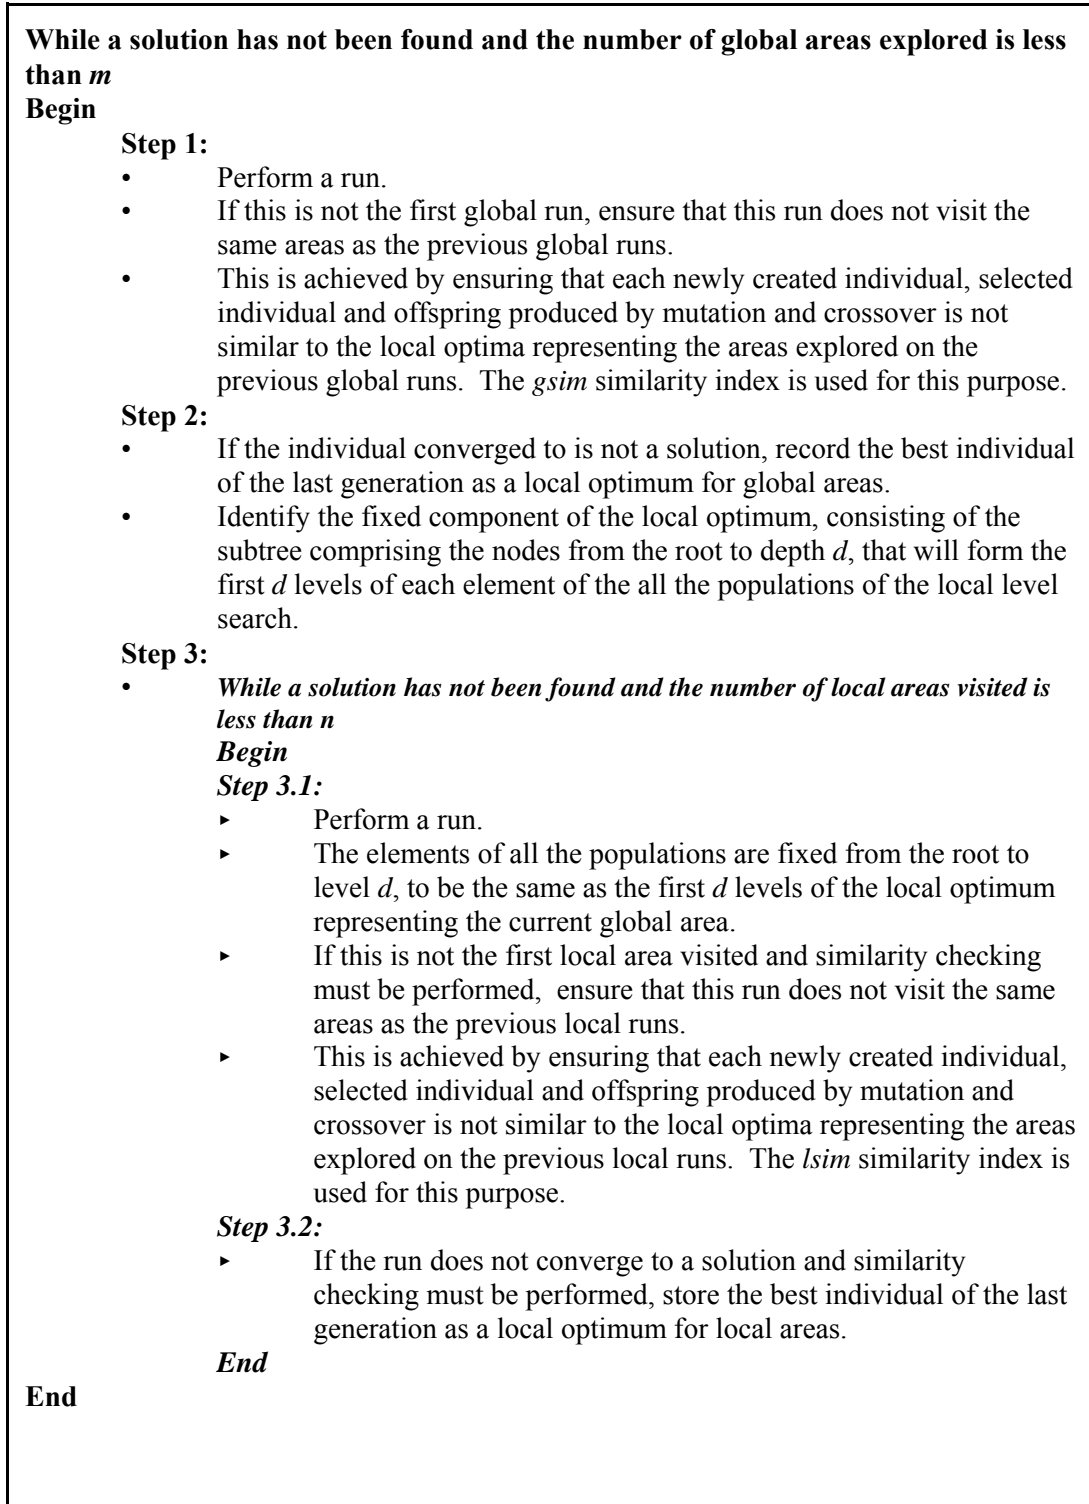 While a solution has not been found and the number of global areas explored is less
than m
Begin
Step 1:
• Perform a run.
• If this is not the first global run, ensure that this run does not visit the
same areas as the previous global runs.
• This is achieved by ensuring that each newly created individual, selected
individual and offspring produced by mutation and crossover is not
similar to the local optima representing the areas explored on the
previous global runs.  The gsim similarity index is used for this purpose.
Step 2:
• If the individual converged to is not a solution, record the best individual
of the last generation as a local optimum for global areas.
• Identify the fixed component of the local optimum, consisting of the
subtree comprising the nodes from the root to depth d, that will form the
first d levels of each element of the all the populations of the local level
search.
Step 3:
• While a solution has not been found and the number of local areas visited is
less than n
Begin
Step 3.1:
► Perform a run.
► The elements of all the populations are fixed from the root to
level d, to be the same as the first d levels of the local optimum
representing the current global area.
► If this is not the first local area visited and similarity checking
must be performed,  ensure that this run does not visit the same
areas as the previous local runs.
► This is achieved by ensuring that each newly created individual,
selected individual and offspring produced by mutation and
crossover is not similar to the local optima representing the areas
explored on the previous local runs.  The lsim similarity index is
used for this purpose.
Step 3.2:
► If the run does not converge to a solution and similarity
checking must be performed, store the best individual of the last
generation as a local optimum for local areas.
End
End